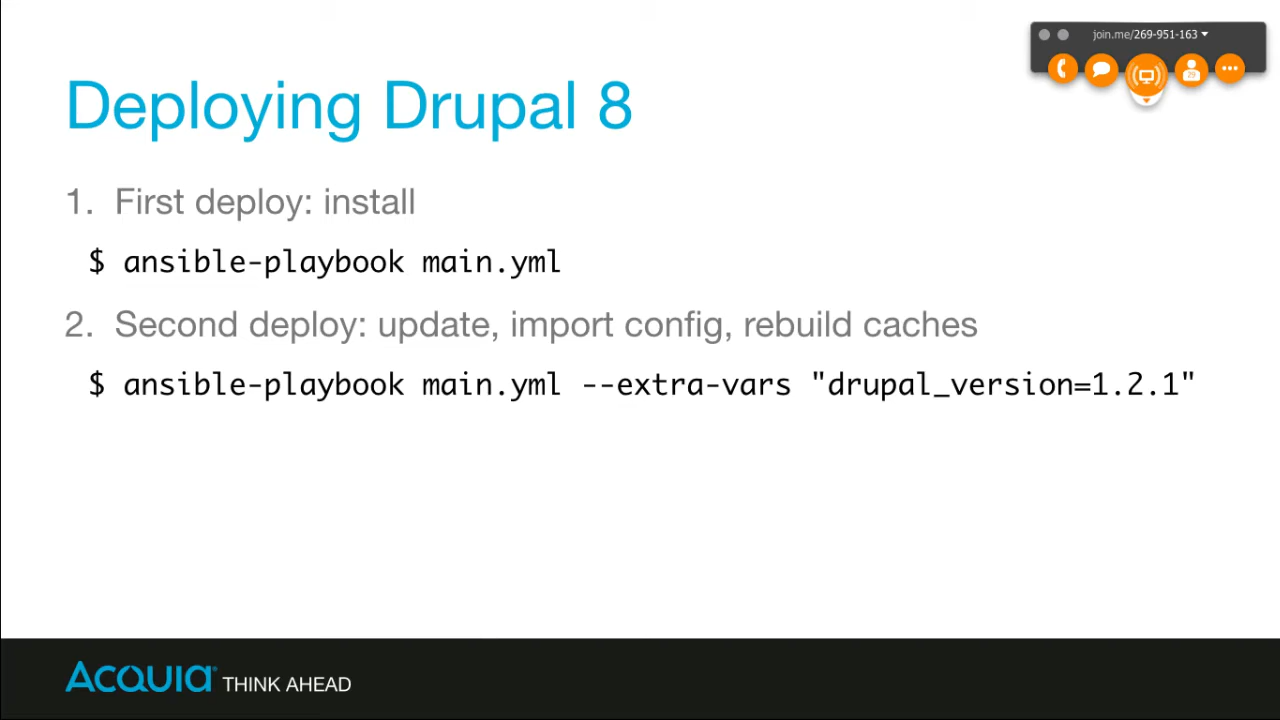 join.me/269-951-163
29
Deploying Drupal 8
1. First deploy: install
$ ansible-playbook main.yml
2. Second deploy: update, import config, rebuild caches
$ ansible-playbook main.yml --extra-vars "drupal_version=1.2.1"
ACQUIA® THINK AHEAD